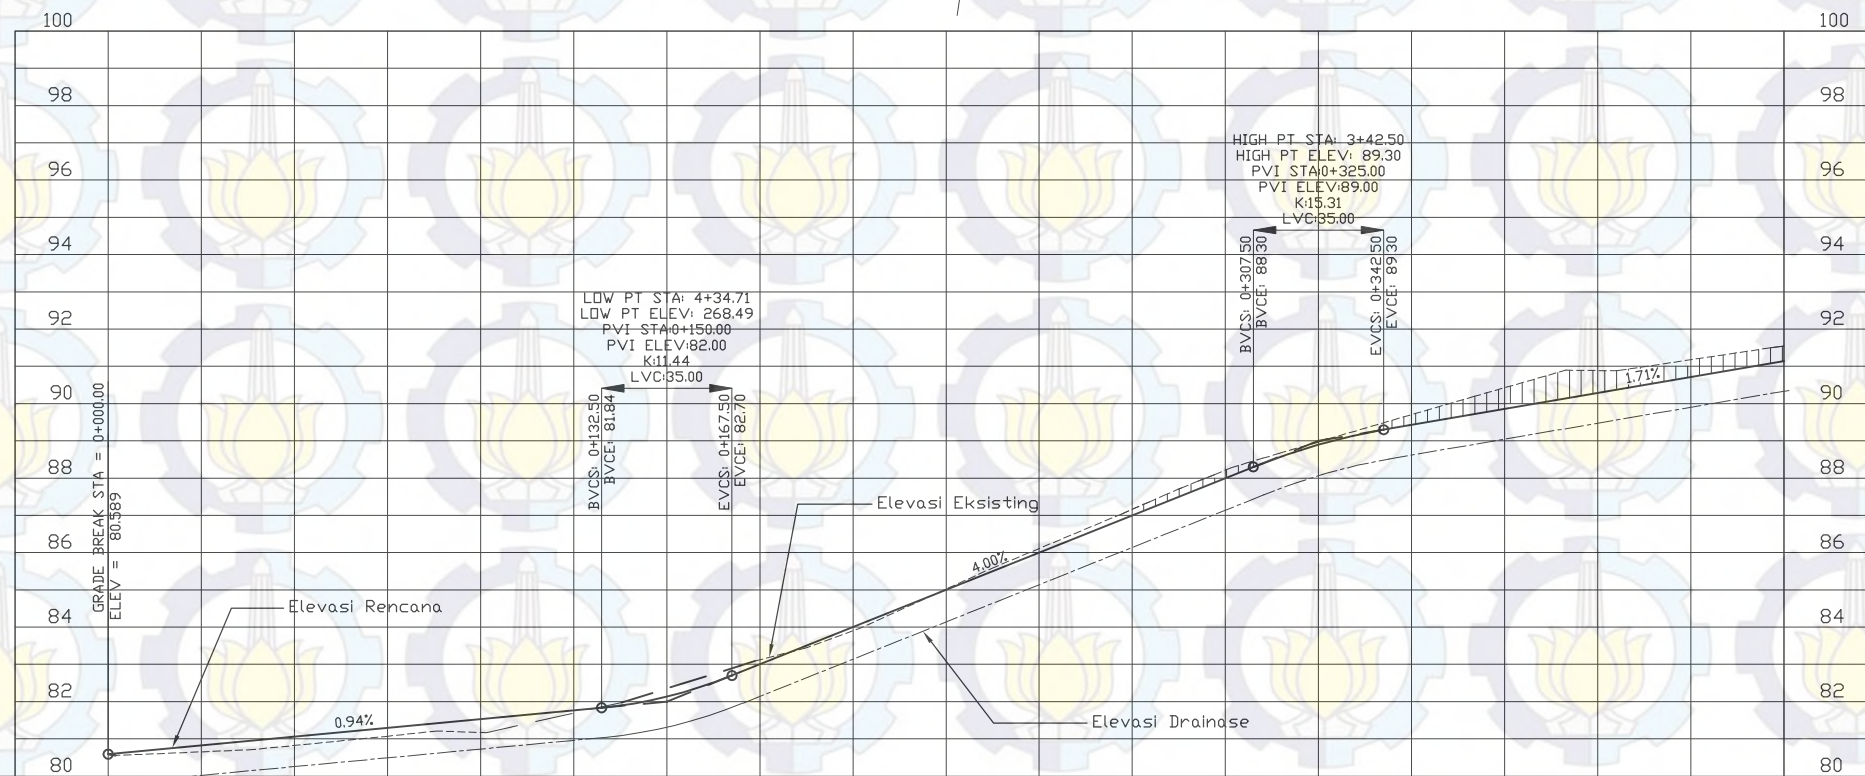 100 100
98 98
HIGH PT STA: 3+42.50
HIGH PT ELEV: 89.30
PVI STA:0+325.00
PVI ELEV:89.00
K:15.31
LVC:35.00
96 96
94 94
BVCS: 0+307.50
BVCE: 88.30
EVCS: 0+342.50
EVCE: 89.30
LOW PT STA: 4+34.71
LOW PT ELEV: 268.49
PVI STA:0+150.00
PVI ELEV:82.00
K:11.44
LVC:35.00
92 92
90 90
BVCS: 0+132.50
BVCE: 81.84
EVCS: 0+167.50
EVCE: 82.70
1.71%
GRADE BREAK STA = 0+000.00
ELEV = 80.589
88 88
Elevasi Eksisting
86 86
4.00%
Elevasi Rencana
84 84
82 82
0.94%
Elevasi Drainase
80 80